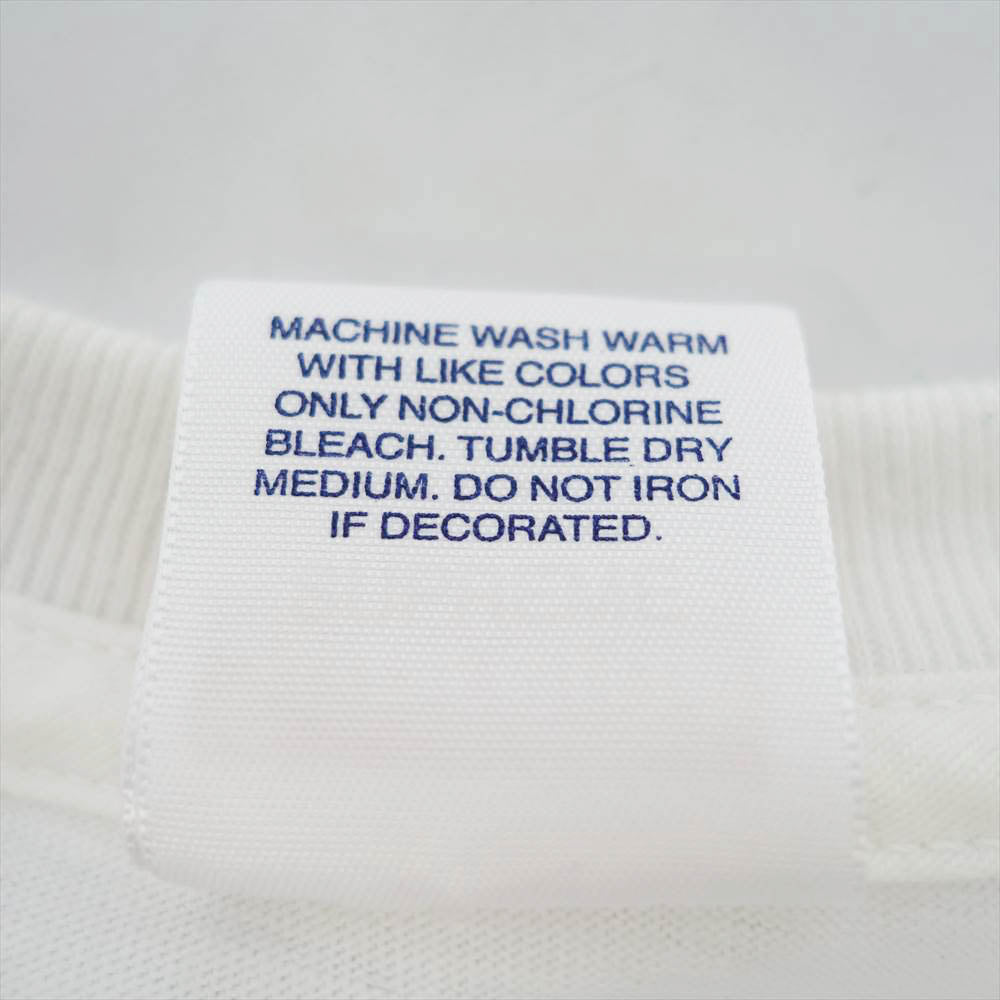 MACHINE WASH WARM
WITH LIKE COLORS
ONLY NON-CHLORINE
BLEACH. TUMBLE DRY
MEDIUM. DO NOT IRON
IF DECORATED.